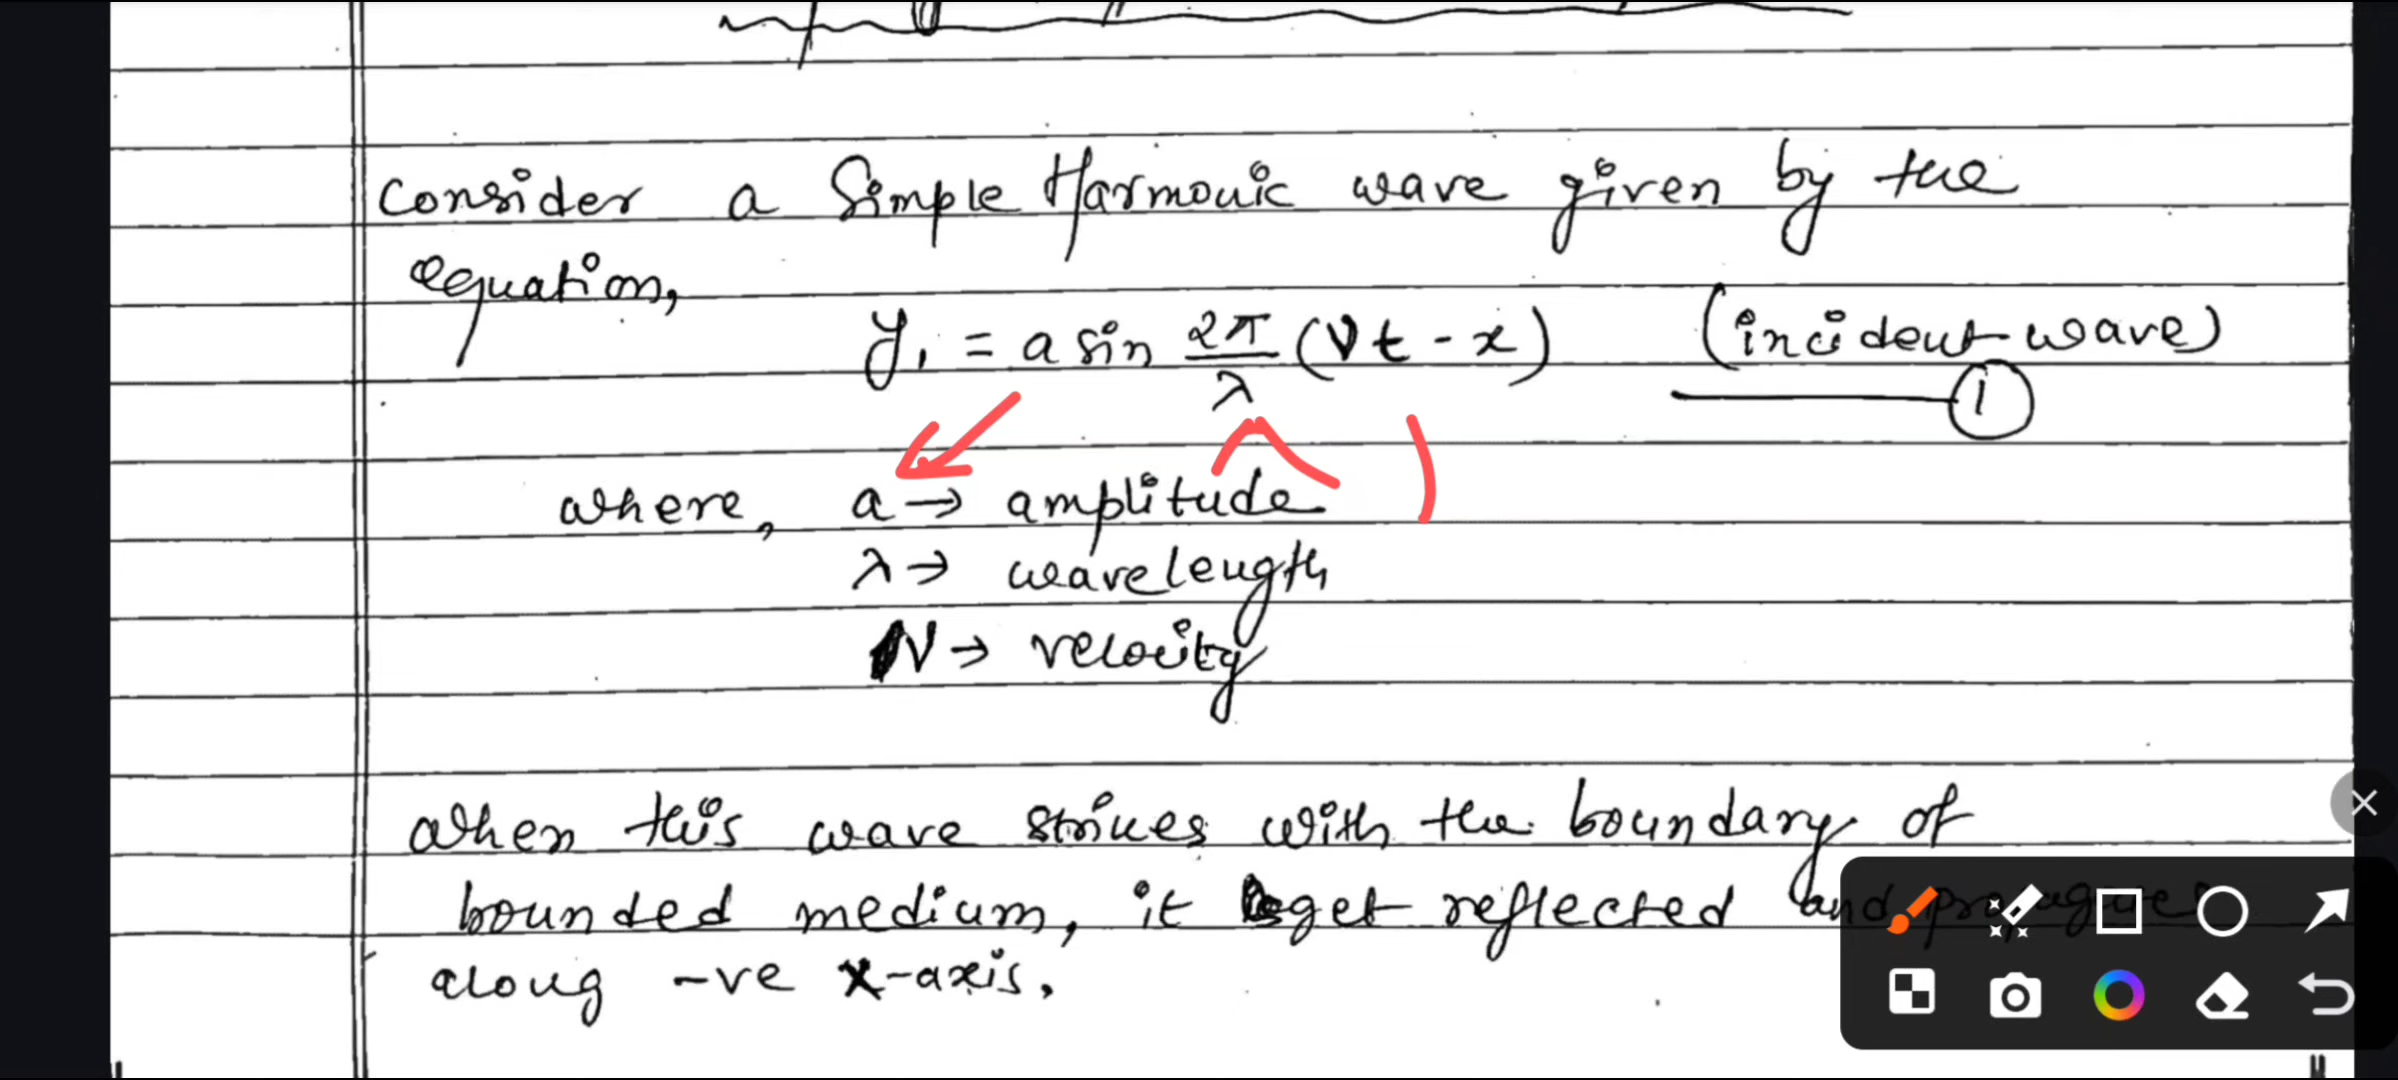 Consider a Simple Harmonic wave given by the
equation,
y₁ = a sin 2π/λ (vt - x) (incident wave)
①
where, a → amplitude
λ → wavelength
v → velocity
when this wave strikes with the boundary of
bounded medium, it get reflected and
along -ve x-axis.